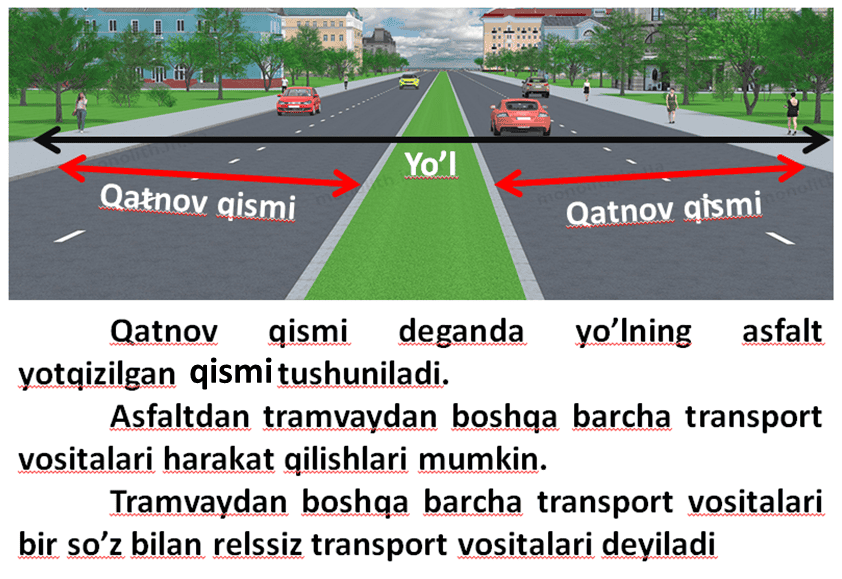 Yo’l
Qatnov qismi
Qatnov qismi
Qatnov qismi deganda yo’lning asfalt
yotqizilgan qismi tushuniladi.
Asfaltdan tramvaydan boshqa barcha transport
vositalari harakat qilishlari mumkin.
Tramvaydan boshqa barcha transport vositalari
bir so’z bilan relssiz transport vositalari deyiladi